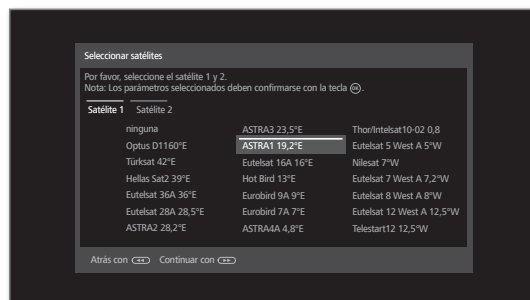 Seleccionar satélites
Por favor, seleccione el satélite 1 y 2.
Nota: Los parámetros seleccionados deben confirmarse con la tecla OK.
Satélite 1 Satélite 2
ninguna ASTRA3 23,5°E Thor/Intelsat10-02 0,8
Optus D1160°E ASTRA1 19,2°E Eutelsat 5 West A 5°W
Türksat 42°E Eutelsat 16A 16°E Nilesat 7°W
Hellas Sat2 39°E Hot Bird 13°E Eutelsat 7 West A 7,2°W
Eutelsat 36A 36°E Eurobird 9A 9°E Eutelsat 8 West A 8°W
Eutelsat 28A 28,5°E Eurobird 7A 7°E Eutelsat 12 West A 12,5°W
ASTRA2 28,2°E ASTRA4A 4,8°E Telestart12 12,5°W
Atrás con Continuar con